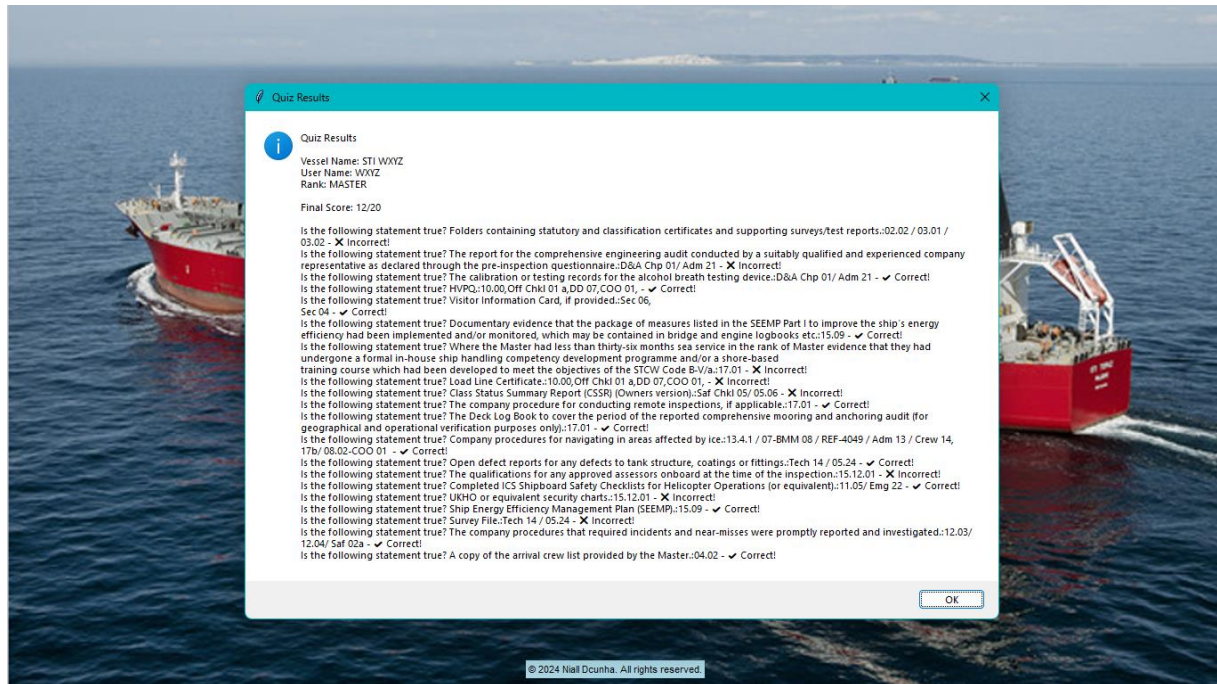 Quiz Results
Quiz Results
Vessel Name: STI WXYZ
User Name: WXYZ
Rank: MASTER
Final Score: 12/20
Is the following statement true? Folders containing statutory and classification certificates and supporting surveys/test reports.:02.02 / 03.01 /
03.02 - ✗ Incorrect!
Is the following statement true? The report for the comprehensive engineering audit conducted by a suitably qualified and experienced company
representative as declared through the pre-inspection questionnaire.:D&A Chp 01/ Adm 21 - ✗ Incorrect!
Is the following statement true? The calibration or testing records for the alcohol breath testing device.:D&A Chp 01/ Adm 21 - ✔ Correct!
Is the following statement true? HVPQ.:10.00,Off Chkl 01 a,DD 07,COO 01, - ✔ Correct!
Is the following statement true? Visitor Information Card, if provided.:Sec 06,
Sec 04 - ✔ Correct!
Is the following statement true? Documentary evidence that the package of measures listed in the SEEMP Part I to improve the ship's energy
efficiency had been implemented and/or monitored, which may be contained in bridge and engine logbooks etc.:15.09 - ✔ Correct!
Is the following statement true? Where the Master had less than thirty-six months sea service in the rank of Master evidence that they had
undergone a formal in-house ship handling competency development programme and/or a shore-based
training course which had been developed to meet the objectives of the STCW Code B-V/a.:17.01 - ✗ Incorrect!
Is the following statement true? Load Line Certificate.:10.00,Off Chkl 01 a,DD 07,COO 01, - ✗ Incorrect!
Is the following statement true? Class Status Summary Report (CSSR) (Owners version).:Saf Chkl 05/ 05.06 - ✗ Incorrect!
Is the following statement true? The company procedure for conducting remote inspections, if applicable.:17.01 - ✔ Correct!
Is the following statement true? The Deck Log Book to cover the period of the reported comprehensive mooring and anchoring audit (for
geographical and operational verification purposes only).:17.01 - ✔ Correct!
Is the following statement true? Company procedures for navigating in areas affected by ice.:13.4.1 / 07-BMM 08 / REF-4049 / Adm 13 / Crew 14,
17b/ 08.02-COO 01 - ✔ Correct!
Is the following statement true? Open defect reports for any defects to tank structure, coatings or fittings.:Tech 14 / 05.24 - ✔ Correct!
Is the following statement true? The qualifications for any approved assessors onboard at the time of the inspection.:15.12.01 - ✗ Incorrect!
Is the following statement true? Completed ICS Shipboard Safety Checklists for Helicopter Operations (or equivalent).:11.05/ Emg 22 - ✔ Correct!
Is the following statement true? UKHO or equivalent security charts.:15.12.01 - ✗ Incorrect!
Is the following statement true? Ship Energy Efficiency Management Plan (SEEMP).:15.09 - ✔ Correct!
Is the following statement true? Survey File.:Tech 14 / 05.24 - ✗ Incorrect!
Is the following statement true? The company procedures that required incidents and near-misses were promptly reported and investigated.:12.03/
12.04/ Saf 02a - ✔ Correct!
Is the following statement true? A copy of the arrival crew list provided by the Master.:04.02 - ✔ Correct!
OK
© 2024 Niall Dcunha. All rights reserved.